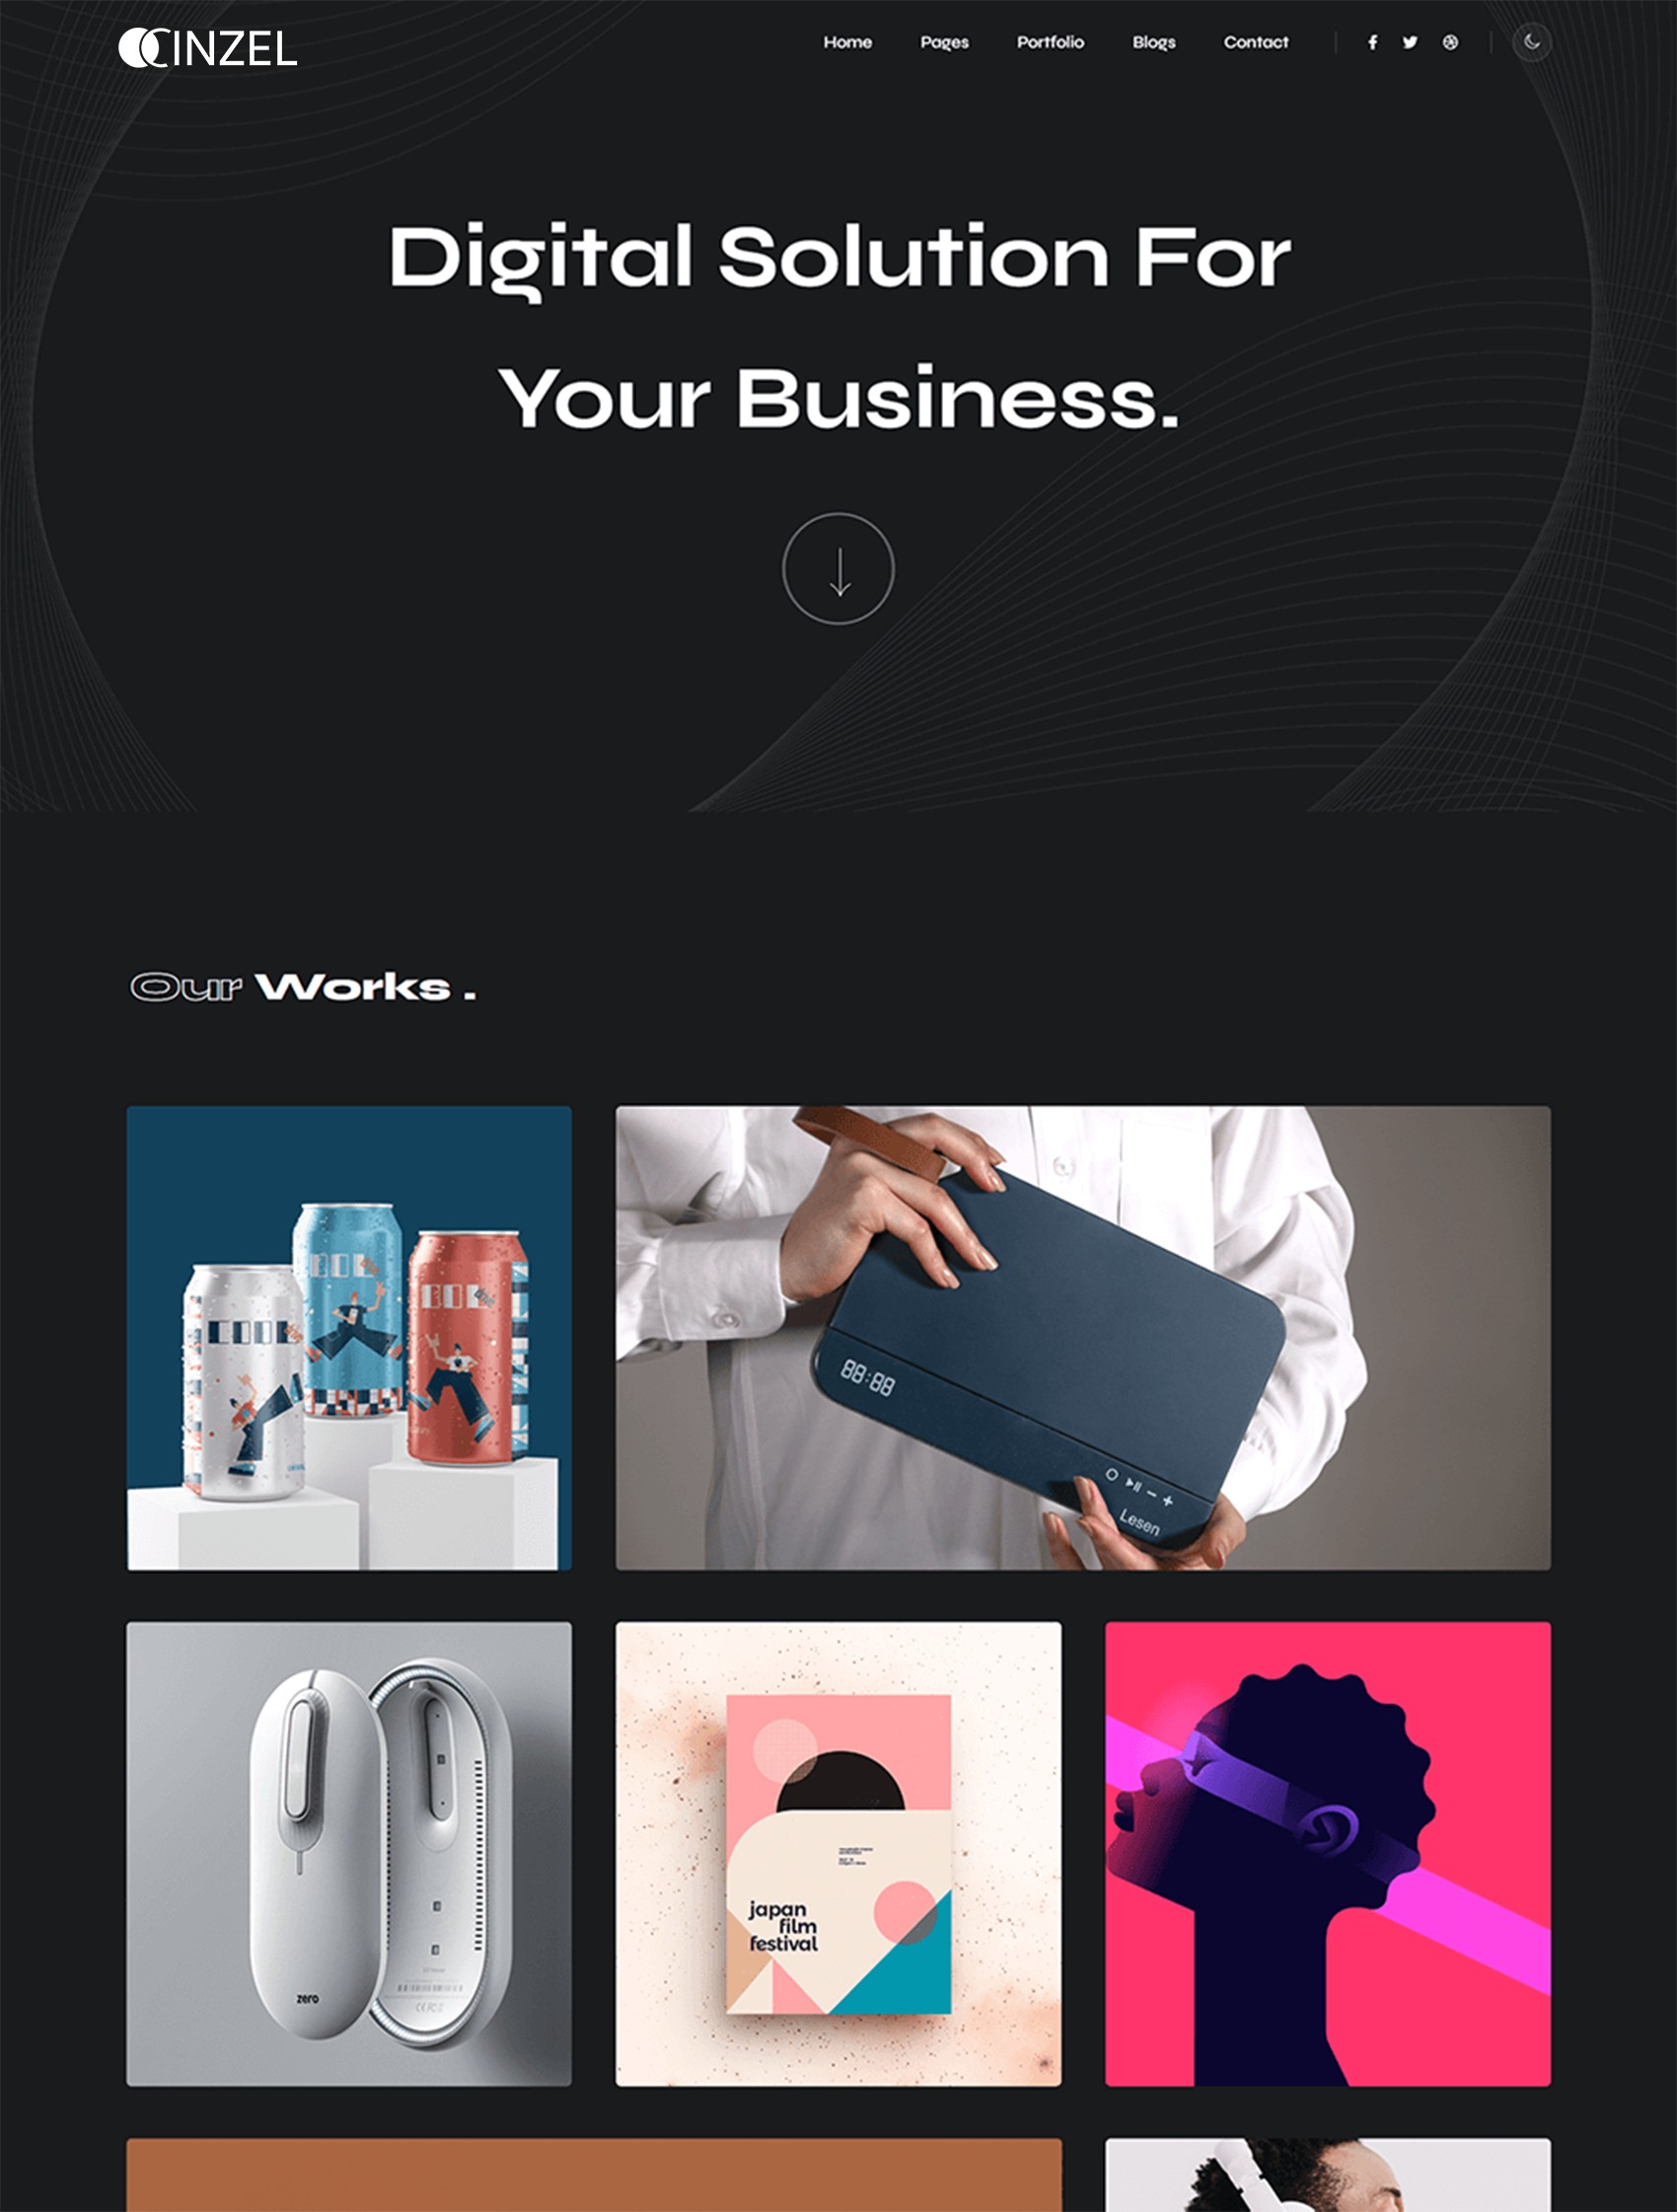 CINZEL
Home Pages Portfolio Blogs Contact
Digital Solution For
Your Business.
Our Works .
88:88
Lesen
zero
japan
film
festival